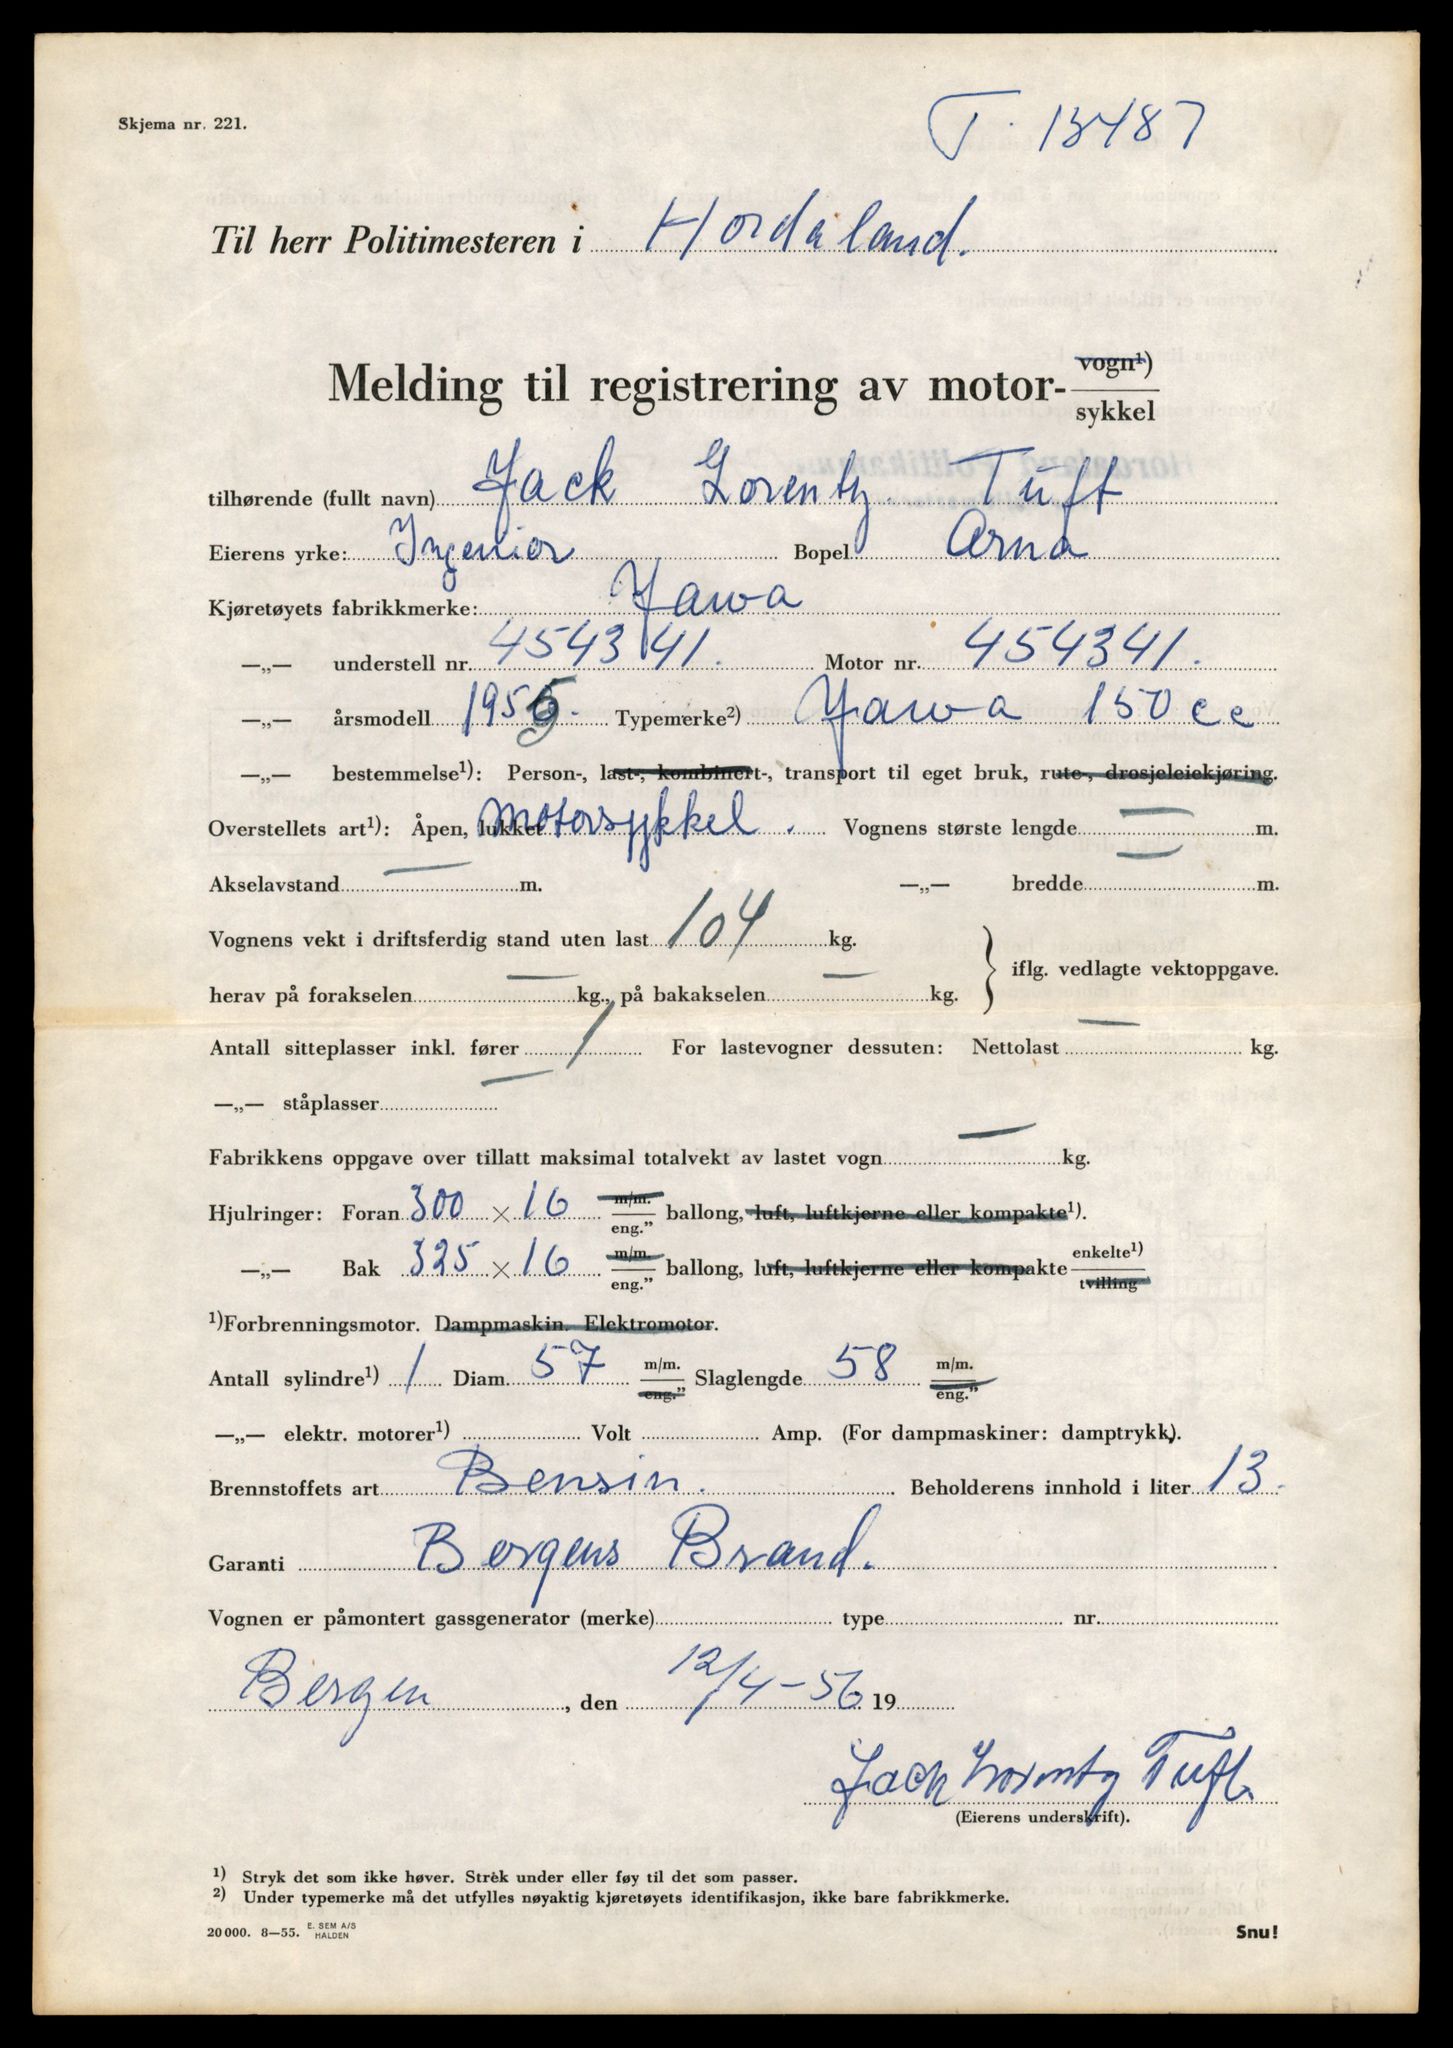 Skjema nr. 221.
T. 13487
Til herr Politimesteren i Hordaland.
Melding til registrering av motor- vogn¹) / sykkel
tilhørende (fullt navn) Jack Lorentz. Tuft
Eierens yrke: Ingeniør Bopel Arna
Kjøretøyets fabrikkmerke: Jawa
—„— understell nr. 454341. Motor nr. 454341.
—„— årsmodell 1955. Typemerke²) Jawa 150 cc
—„— bestemmelse¹): Person-, last-, kombinert-, transport til eget bruk, rute-, drosjeleiekjøring.
Overstellets art¹): Åpen, lukket motorsykkel. Vognens største lengde — m.
Akselavstand — m. —„— bredde — m.
Vognens vekt i driftsferdig stand uten last 104 kg.
iflg. vedlagte vektoppgave.
herav på forakselen — kg., på bakakselen — kg.
Antall sitteplasser inkl. fører 1 For lastevogner dessuten: Nettolast — kg.
—„— ståplasser —
Fabrikkens oppgave over tillatt maksimal totalvekt av lastet vogn — kg.
Hjulringer: Foran 300 × 16 m/m. / eng.” ballong, luft, luftkjerne eller kompakte¹).
—„— Bak 325 × 16 m/m. / eng.” ballong, luft, luftkjerne eller kompakte enkelte¹) / tvilling
¹)Forbrenningsmotor. Dampmaskin. Elektromotor.
Antall sylindre¹) 1 Diam. 57 m/m. / eng.” Slaglengde 58 m/m. / eng.”
—„— elektr. motorer¹) Volt Amp. (For dampmaskiner: damptrykk).
Brennstoffets art Bensin. Beholderens innhold i liter 13.
Garanti Bergens Brand.
Vognen er påmontert gassgenerator (merke) type nr.
Bergen, den 12/4-56 19
Jack Lorentz Tuft.
(Eierens underskrift).
¹) Stryk det som ikke høver. Strek under eller føy til det som passer.
²) Under typemerke må det utfylles nøyaktig kjøretøyets identifikasjon, ikke bare fabrikkmerke.
20 000. 8—55. E. SEM A/S HALDEN
Snu!